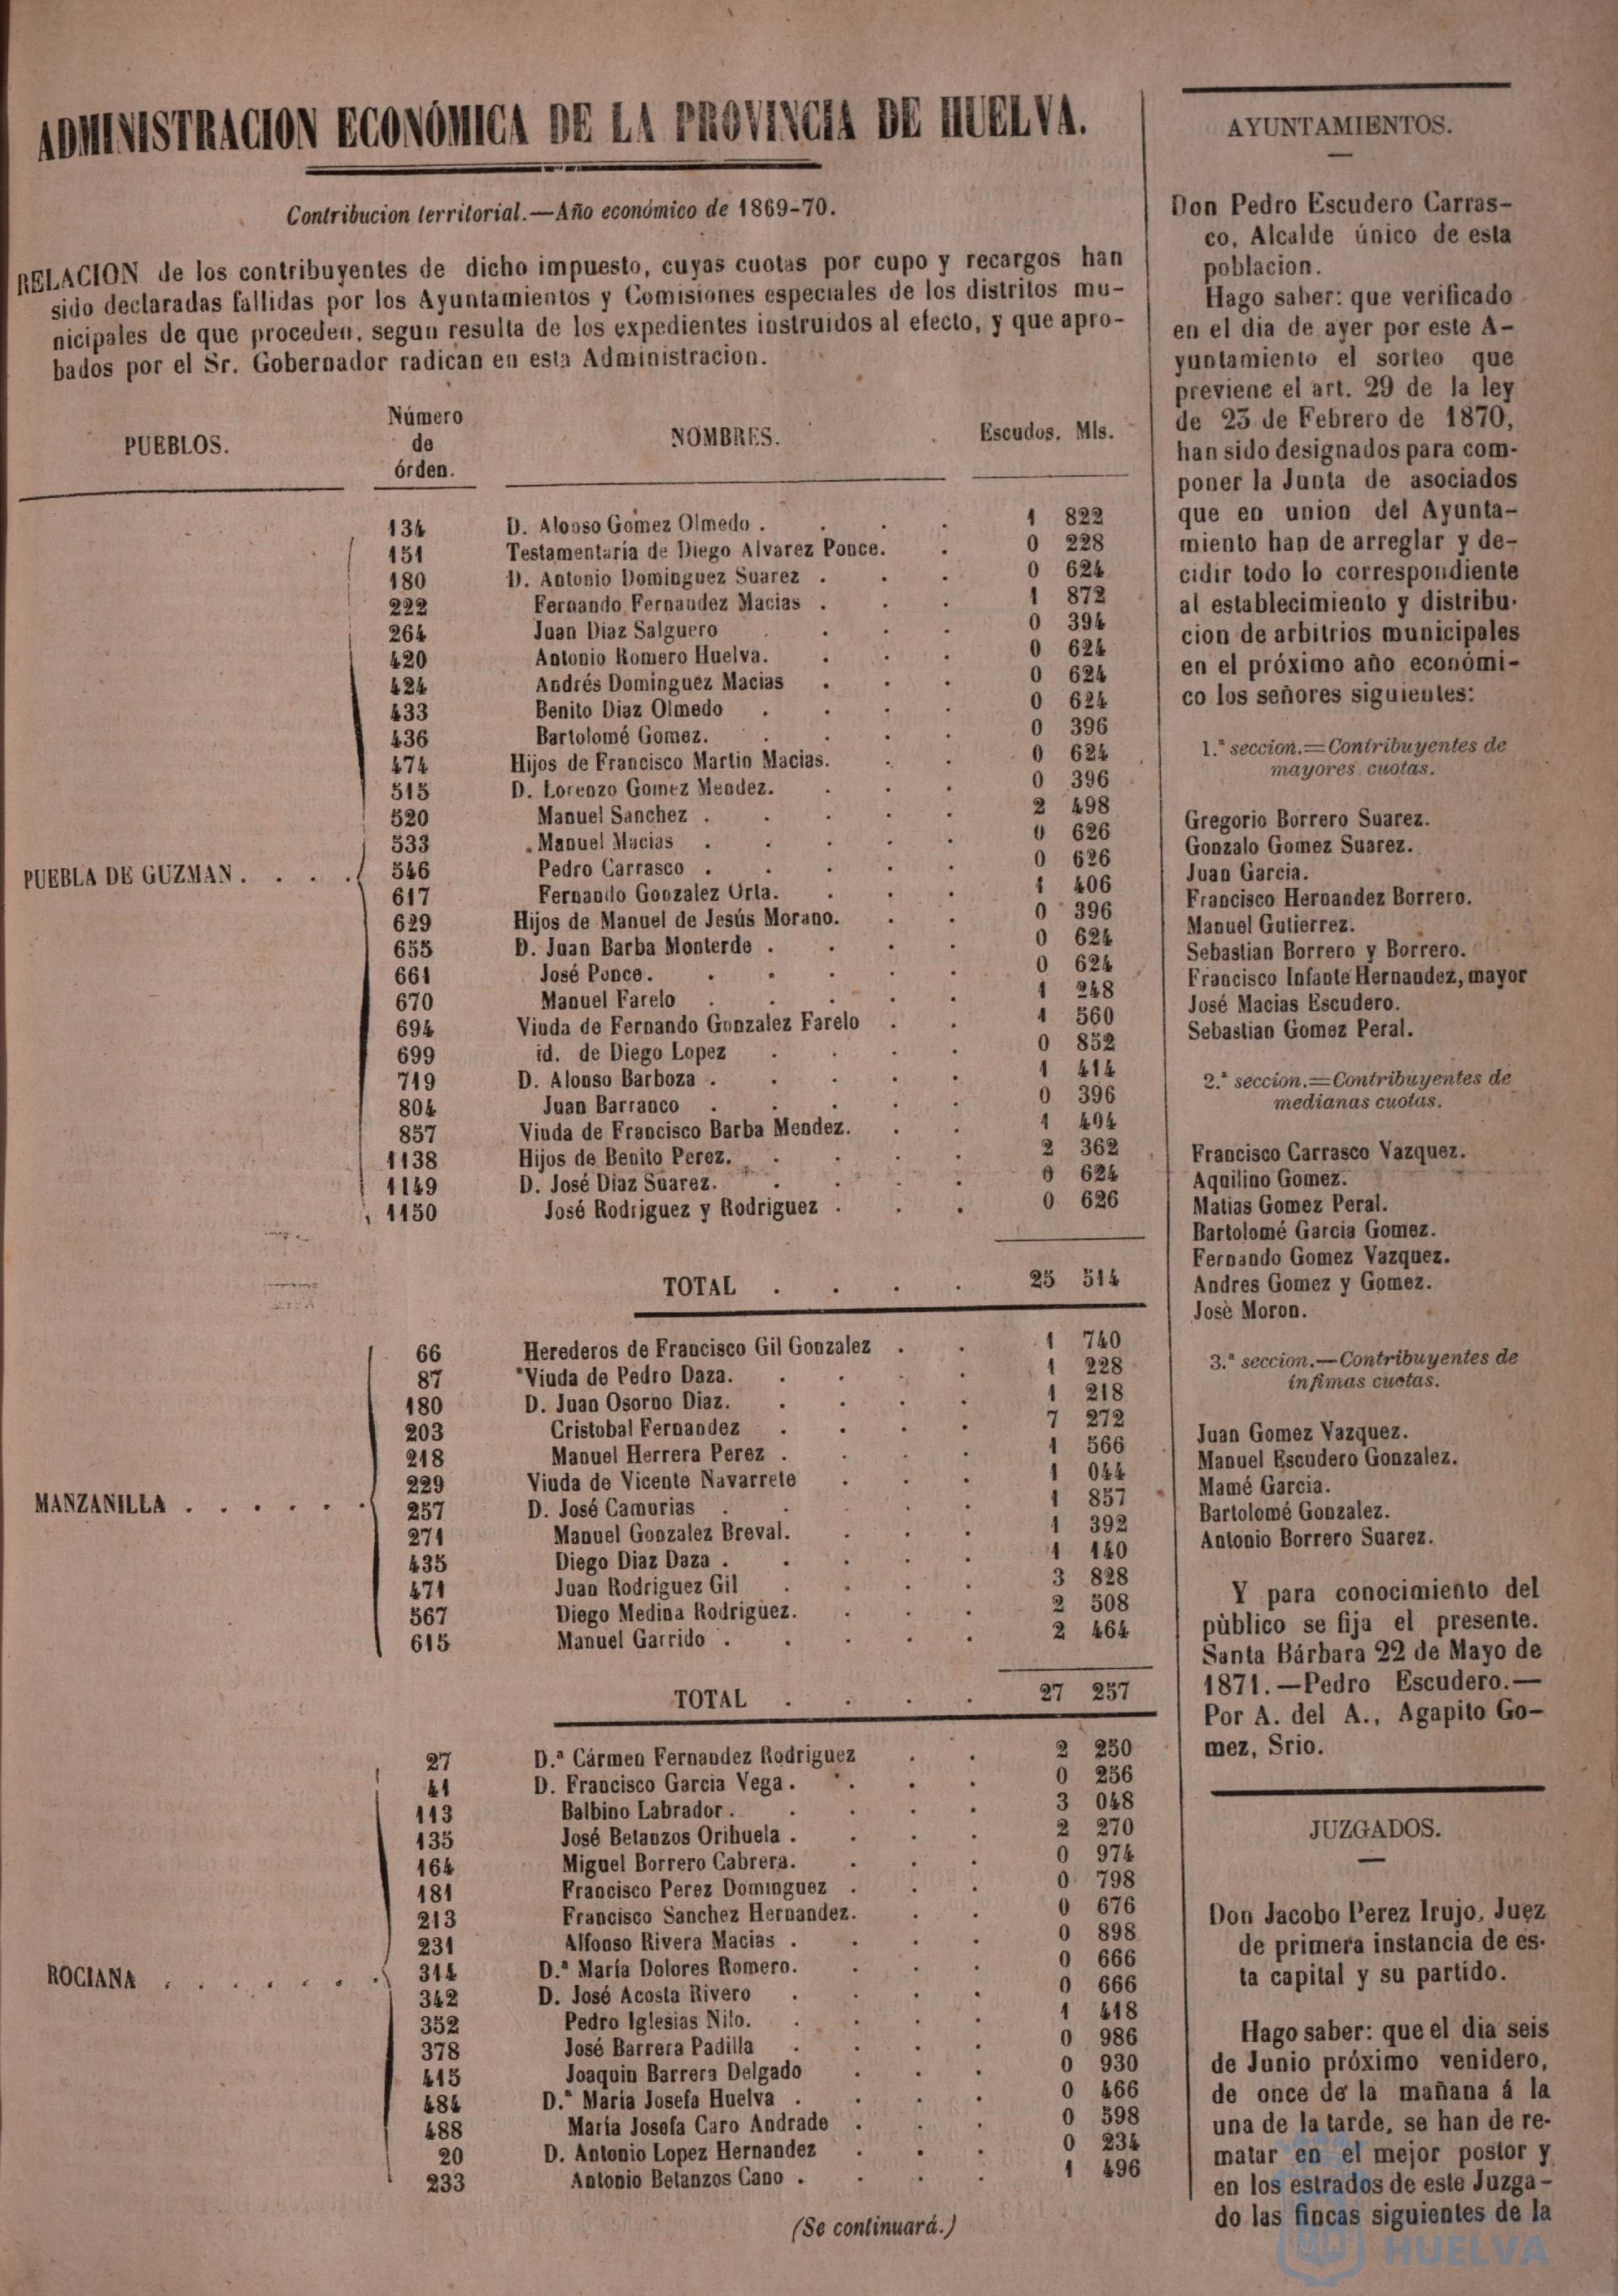 ADMINISTRACION ECONÓMICA DE LA PROVINCIA DE HUELVA.
Contribucion territorial.—Año económico de 1869-70.
RELACION de los contribuyentes de dicho impuesto, cuyas cuotas por cupo y recargos han
sido declaradas fallidas por los Ayuntamientos y Comisiones especiales de los distritos mu-
nicipales de que proceden, segun resulta de los expedientes instruidos al efecto, y que apro-
bados por el Sr. Gobernador radican en esta Administracion.
PUEBLOS. Número de órden. NOMBRES. Escudos. Mls.
134 D. Alonso Gomez Olmedo . 1 822
151 Testamentaría de Diego Alvarez Ponce. 0 228
180 D. Antonio Dominguez Suarez . 0 624
222 Fernando Fernandez Macias . 1 872
264 Juan Diaz Salguero 0 394
420 Antonio Romero Huelva. 0 624
424 Andrés Dominguez Macias . 0 624
433 Benito Diaz Olmedo . 0 624
436 Bartolomé Gomez. 0 396
474 Hijos de Francisco Martin Macias. 0 624
515 D. Lorenzo Gomez Mendez. 0 396
520 Manuel Sanchez . 2 498
533 Manuel Macias . 0 626
PUEBLA DE GUZMAN . . . . 546 Pedro Carrasco . 0 626
617 Fernando Gonzalez Orta. 1 406
629 Hijos de Manuel de Jesús Morano. 0 396
655 D. Juan Barba Monterde . 0 624
661 José Ponce. 0 624
670 Manuel Farelo . 1 248
694 Viuda de Fernando Gonzalez Farelo . 1 560
699 id. de Diego Lopez . 0 852
719 D. Alonso Barboza . 1 414
804 Juan Barranco . 0 396
857 Viuda de Francisco Barba Mendez. 1 494
1138 Hijos de Benito Perez. 2 362
1149 D. José Diaz Suarez. 0 624
1150 José Rodriguez y Rodriguez . 0 626
TOTAL . . . . 25 514
66 Herederos de Francisco Gil Gonzalez . 1 740
87 Viuda de Pedro Daza. 1 228
180 D. Juan Osorno Diaz. 1 218
203 Cristobal Fernandez . 7 272
218 Manuel Herrera Perez . 1 566
229 Viuda de Vicente Navarrete . 1 044
MANZANILLA . . . . . . 257 D. José Camurias . 1 857
271 Manuel Gonzalez Breval. 1 392
435 Diego Diaz Daza . 1 140
471 Juan Rodriguez Gil . 3 828
567 Diego Medina Rodriguez. 2 508
615 Manuel Garrido . 2 464
TOTAL . . . . 27 257
27 D.ª Cármen Fernandez Rodriguez . 2 250
41 D. Francisco Garcia Vega . 0 256
113 Balbino Labrador . 3 048
135 José Betanzos Orihuela . 2 270
164 Miguel Borrero Cabrera. 0 974
181 Francisco Perez Dominguez . 0 798
213 Francisco Sanchez Hernandez. 0 676
231 Alfonso Rivera Macias . 0 898
ROCIANA . . . . . . . 314 D.ª María Dolores Romero. 0 666
342 D. José Acosta Rivero . 0 666
352 Pedro Iglesias Nilo. 1 418
378 José Barrera Padilla . 0 986
415 Joaquin Barrera Delgado . 0 930
484 D.ª María Josefa Huelva . 0 466
488 María Josefa Caro Andrade . 0 598
20 D. Antonio Lopez Hernandez . 0 234
233 Antonio Betanzos Cano . 1 496
(Se continuará.)
AYUNTAMIENTOS.
Don Pedro Escudero Carras-
co, Alcalde único de esta
poblacion.
Hago saber: que verificado
en el dia de ayer por este A-
yuntamiento el sorteo que
previene el art. 29 de la ley
de 23 de Febrero de 1870,
han sido designados para com-
poner la Junta de asociados
que en union del Ayunta-
miento han de arreglar y de-
cidir todo lo correspondiente
al establecimiento y distribu-
cion de arbitrios municipales
en el próximo año económi-
co los señores siguientes:
1.ª seccion.—Contribuyentes de
mayores cuotas.
Gregorio Borrero Suarez.
Gonzalo Gomez Suarez.
Juan Garcia.
Francisco Hernandez Borrero.
Manuel Gutierrez.
Sebastian Borrero y Borrero.
Francisco Infante Hernandez, mayor
José Macias Escudero.
Sebastian Gomez Peral.
2.ª seccion.—Contribuyentes de
medianas cuotas.
Francisco Carrasco Vazquez.
Aquilino Gomez.
Matias Gomez Peral.
Bartolomé Garcia Gomez.
Fernando Gomez Vazquez.
Andres Gomez y Gomez.
Josè Moron.
3.ª seccion.—Contribuyentes de
ínfimas cuotas.
Juan Gomez Vazquez.
Manuel Escudero Gonzalez.
Mamé Garcia.
Bartolomé Gonzalez.
Antonio Borrero Suarez.
Y para conocimiento del
pùblico se fija el presente.
Santa Bárbara 22 de Mayo de
1871.—Pedro Escudero.—
Por A. del A., Agapito Go-
mez, Srio.
JUZGADOS.
Don Jacobo Perez Irujo, Juez
de primera instancia de es-
ta capital y su partido.
Hago saber: que el dia seis
de Junio próximo venidero,
de once de la mañana á la
una de la tarde, se han de re-
matar en el mejor postor y
en los estrados de este Juzga-
do las fincas siguientes de la
HUELVA